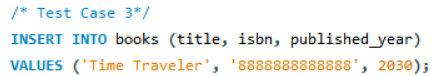 /* Test Case 3*/
INSERT INTO books (title, isbn, published_year)
VALUES ('Time Traveler', '8888888888888', 2030);